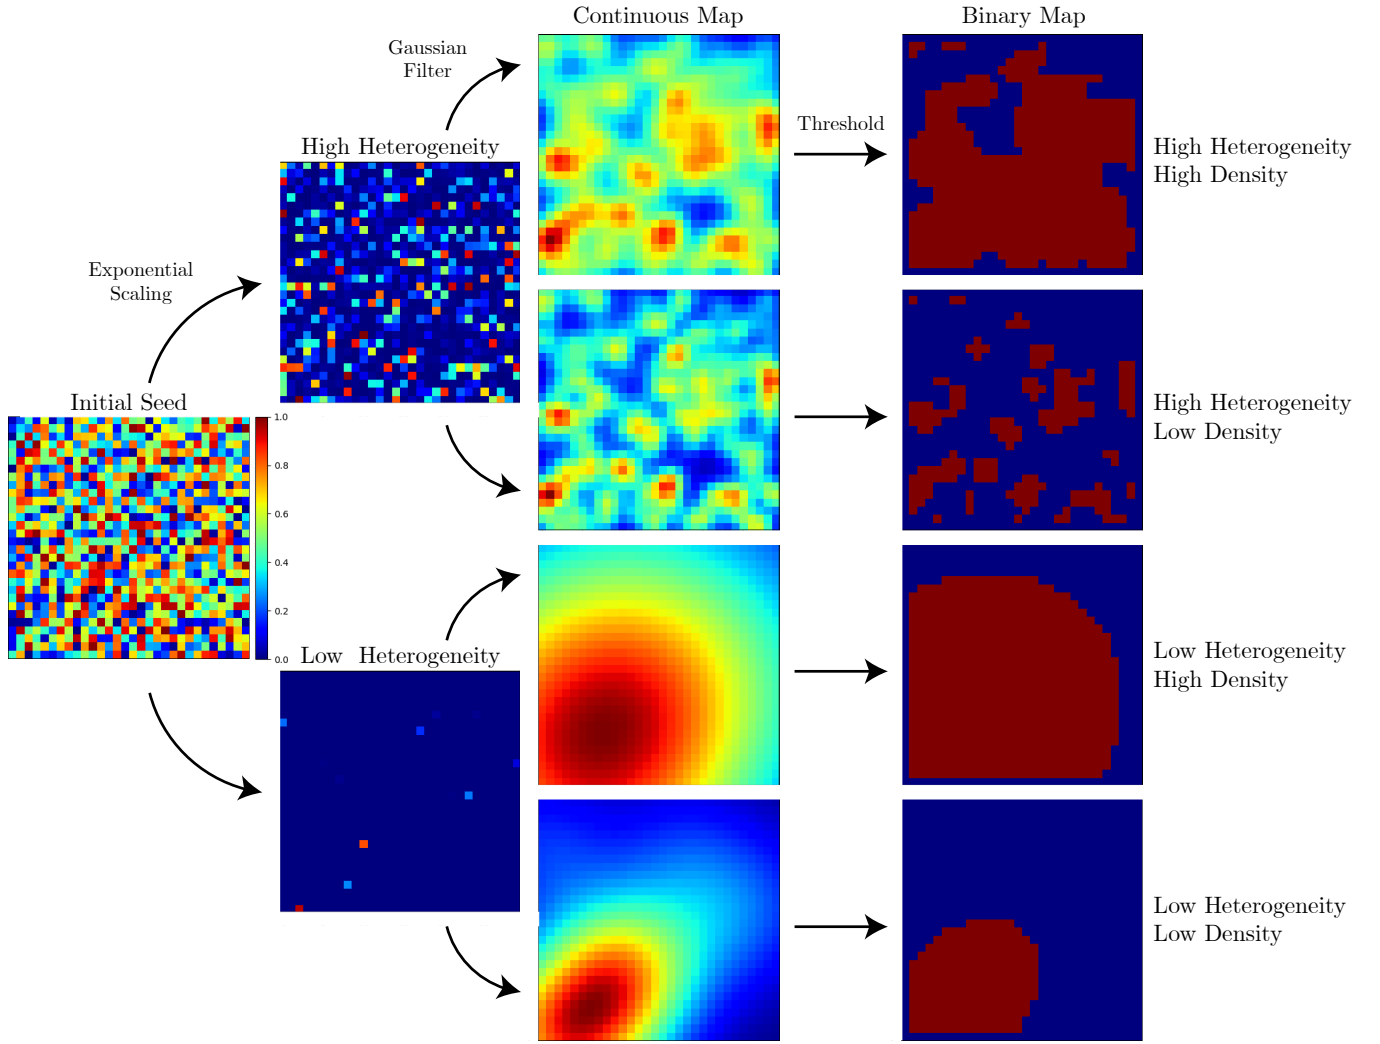 Continuous Map
Binary Map
Gaussian
Filter
Threshold
High Heterogeneity
High Heterogeneity
High Density
Exponential
Scaling
Initial Seed
1.0
0.8
0.6
0.4
0.2
0.0
High Heterogeneity
Low Density
Low Heterogeneity
Low Heterogeneity
High Density
Low Heterogeneity
Low Density